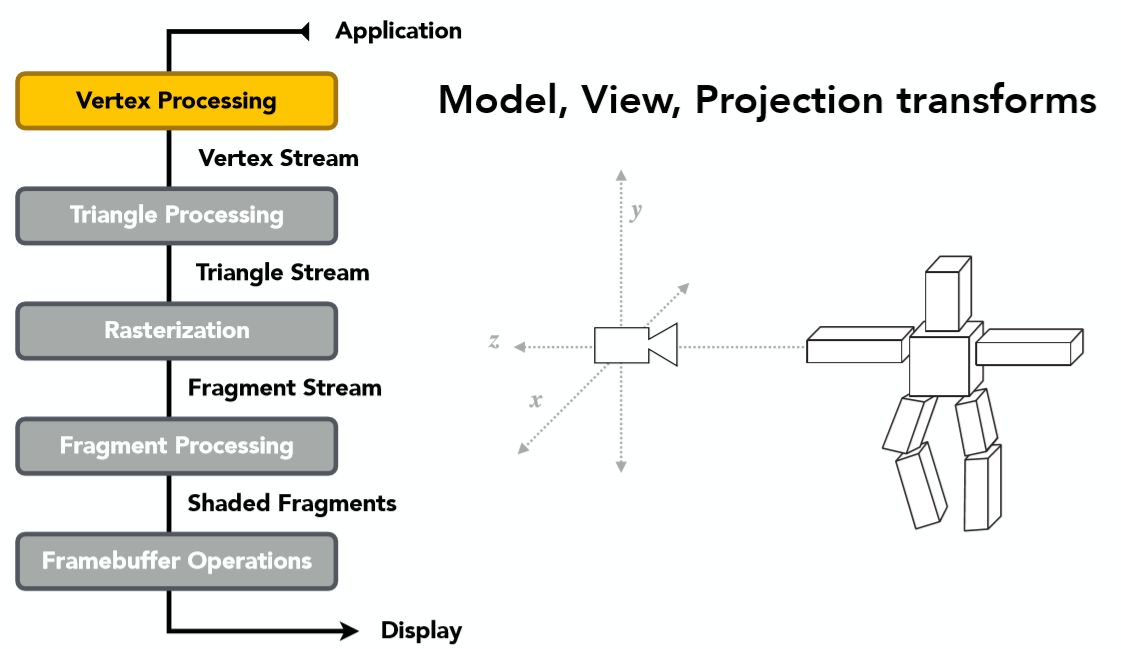 Application
Vertex Processing
Model, View, Projection transforms
Vertex Stream
Triangle Processing
y
Triangle Stream
Rasterization
z
Fragment Stream
x
Fragment Processing
Shaded Fragments
Framebuffer Operations
Display